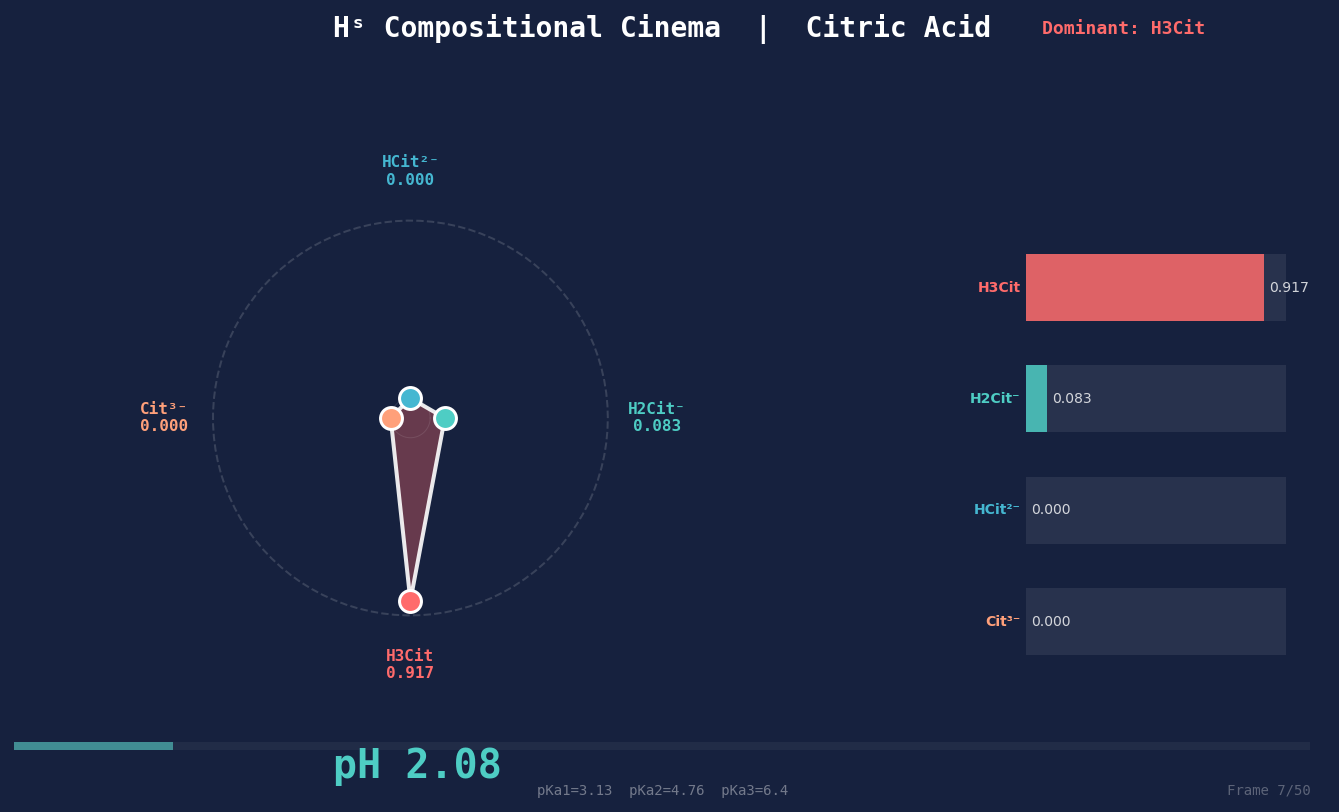 Hˢ Compositional Cinema | Citric Acid
Dominant: H3Cit
HCit²⁻
0.000
Cit³⁻
0.000
H2Cit⁻
0.083
H3Cit
0.917
H3Cit 0.917
H2Cit⁻ 0.083
HCit²⁻ 0.000
Cit³⁻ 0.000
pH 2.08
pKa1=3.13 pKa2=4.76 pKa3=6.4
Frame 7/50